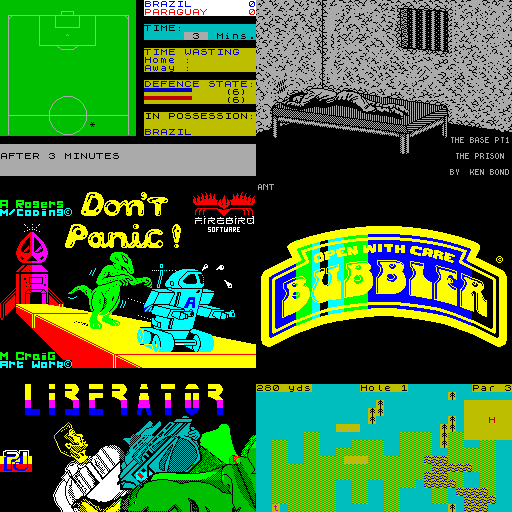 BRAZIL 0
PARAGUAY 0
TIME:
3 Mins.
TIME WASTING
Home :
Away :
DEFENCE STATE:
(6)
(6)
IN POSSESSION:
BRAZIL
AFTER 3 MINUTES
THE BASE PT1
THE PRISON
BY KEN BOND
ANT
A Rogers
M/Coding©
DON'T
PANIC!
FIREBIRD
SOFTWARE
M CraiG
Art Work©
OPEN WITH CARE
BUBBLER
©
LIBERATOR
280 yds Hole 1 Par 3
H
t